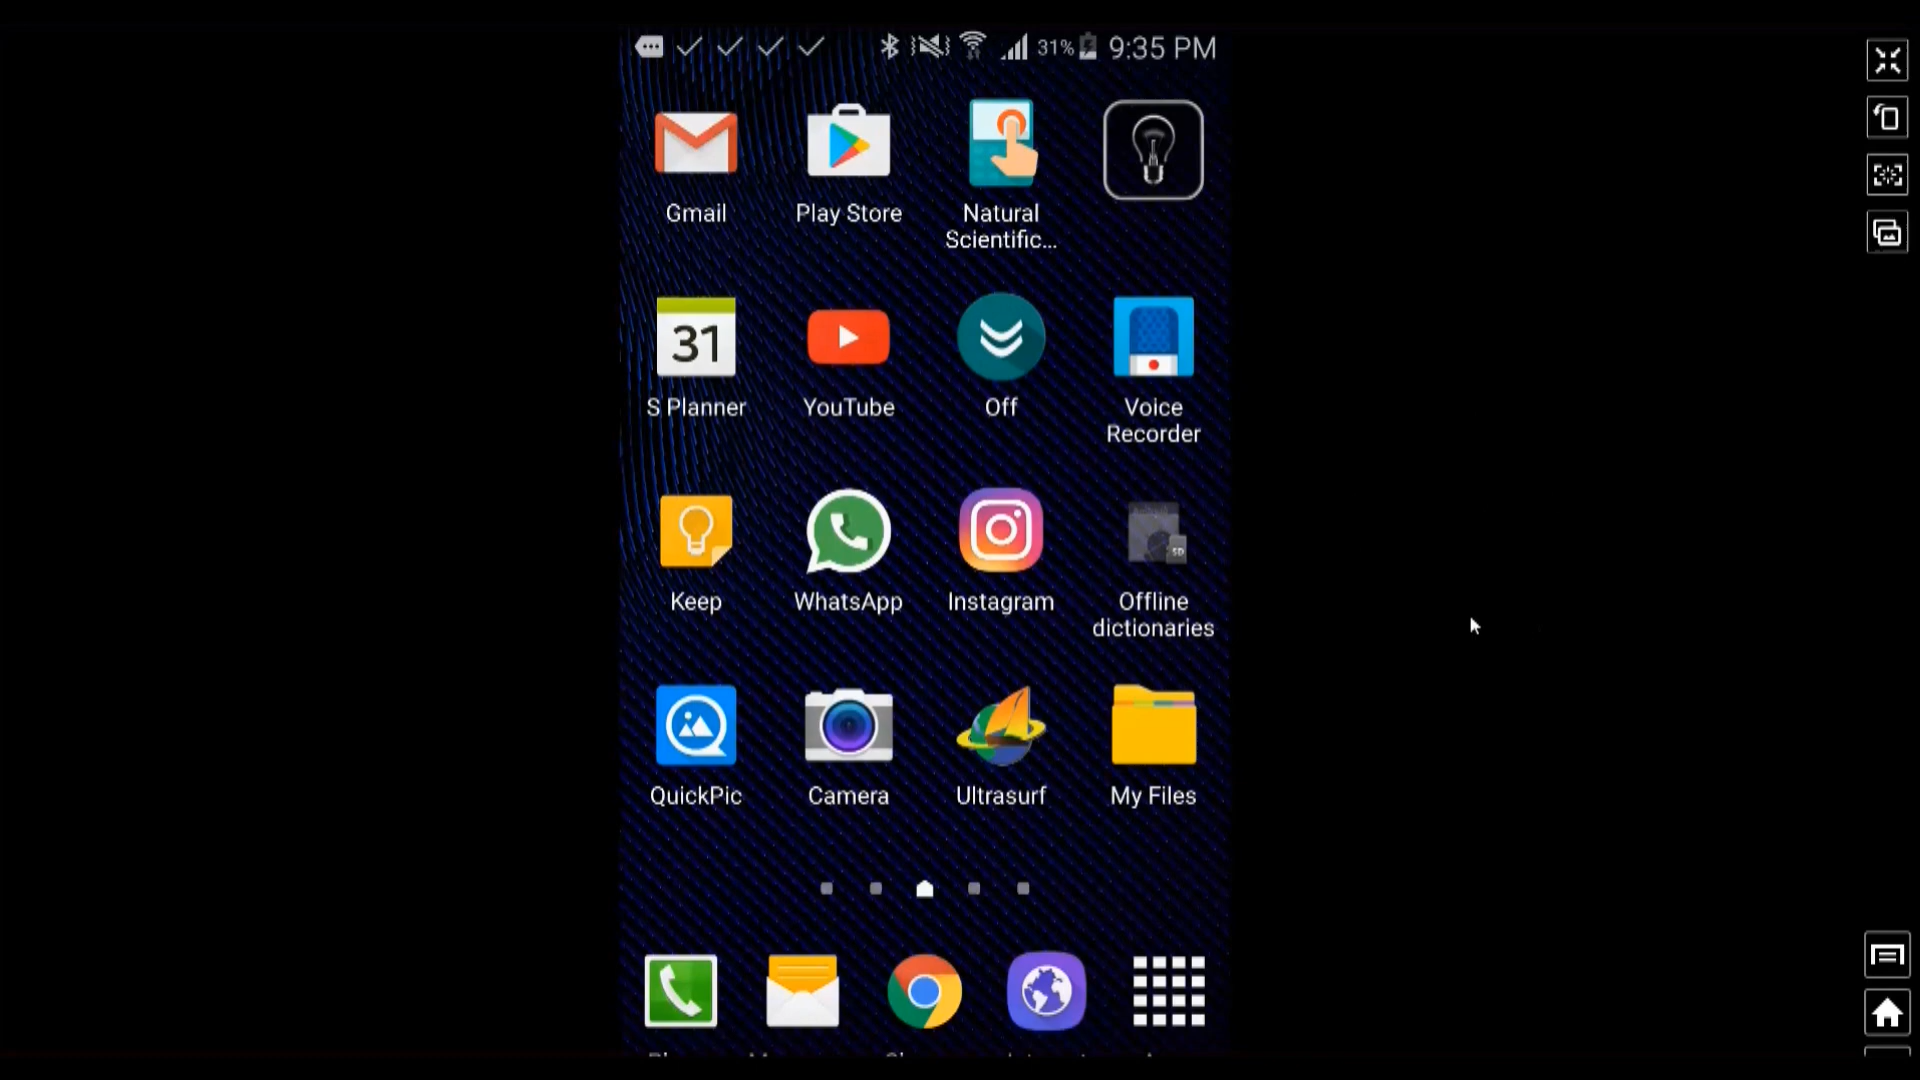 31% 9:35 PM
Gmail Play Store Natural
Scientific...
31
S Planner YouTube Off Voice
Recorder
SD
Keep WhatsApp Instagram Offline
dictionaries
QuickPic Camera Ultrasurf My Files